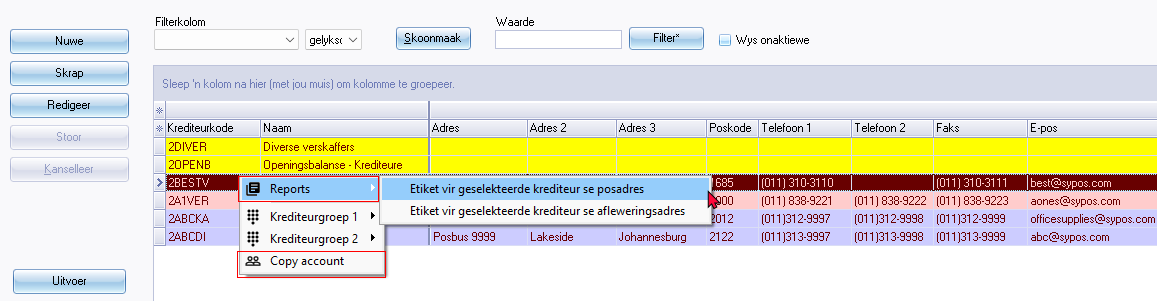 Filterkolom
Waarde
Nuwe
gelyksc
Skoonmaak
Filter*
Wys onaktiewe
Skrap
Sleep 'n kolom na hier (met jou muis) om kolomme te groepeer.
Redigeer
Stoor
Krediteurkode Naam Adres Adres 2 Adres 3 Poskode Telefoon 1 Telefoon 2 Faks E-pos
2DIVER Diverse verskaffers
2OPENB Openingsbalanse - Krediteure
Kanselleer
2BESTV 1685 (011) 310-3110 (011) 310-3111 best@sypos.com
2A1VER (011) 838-9221 (011) 838-9222 (011) 838-9223 aones@sypos.com
2ABCKA 2012 (011)312-9997 (011)312-9998 (011)312-9998 officesupplies@sypos.com
2ABCDI Posbus 9999 Lakeside Johannesburg 2122 (011)313-9997 (011)313-9998 (011)313-9998 abc@sypos.com
Reports
Etiket vir geselekteerde krediteur se posadres
Etiket vir geselekteerde krediteur se afleweringsadres
Krediteurgroep 1
Krediteurgroep 2
Copy account
Uitvoer